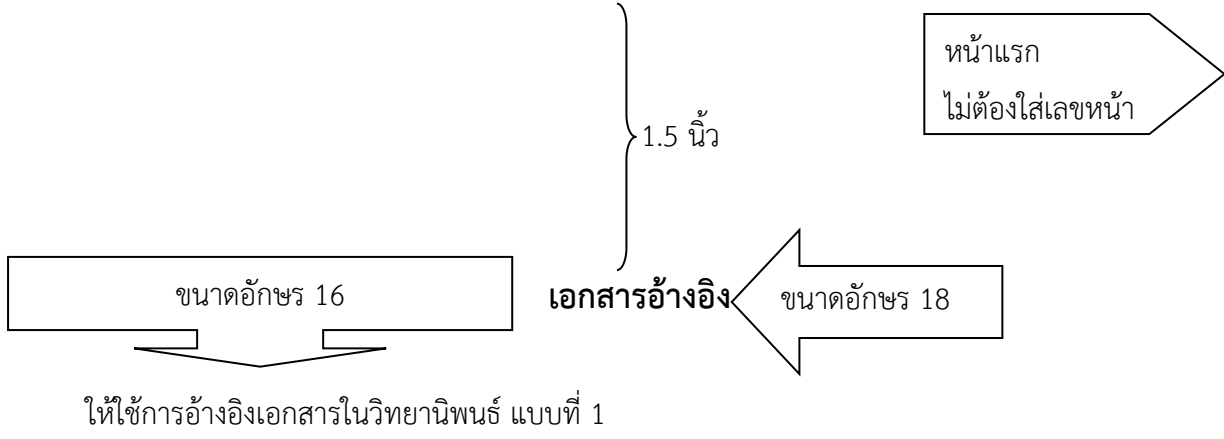 หน้าแรก
ไม่ต้องใส่เลขหน้า
1.5 นิ้ว
ขนาดอักษร 16
เอกสารอ้างอิง
ขนาดอักษร 18
ให้ใช้การอ้างอิงเอกสารในวิทยานิพนธ์ แบบที่ 1